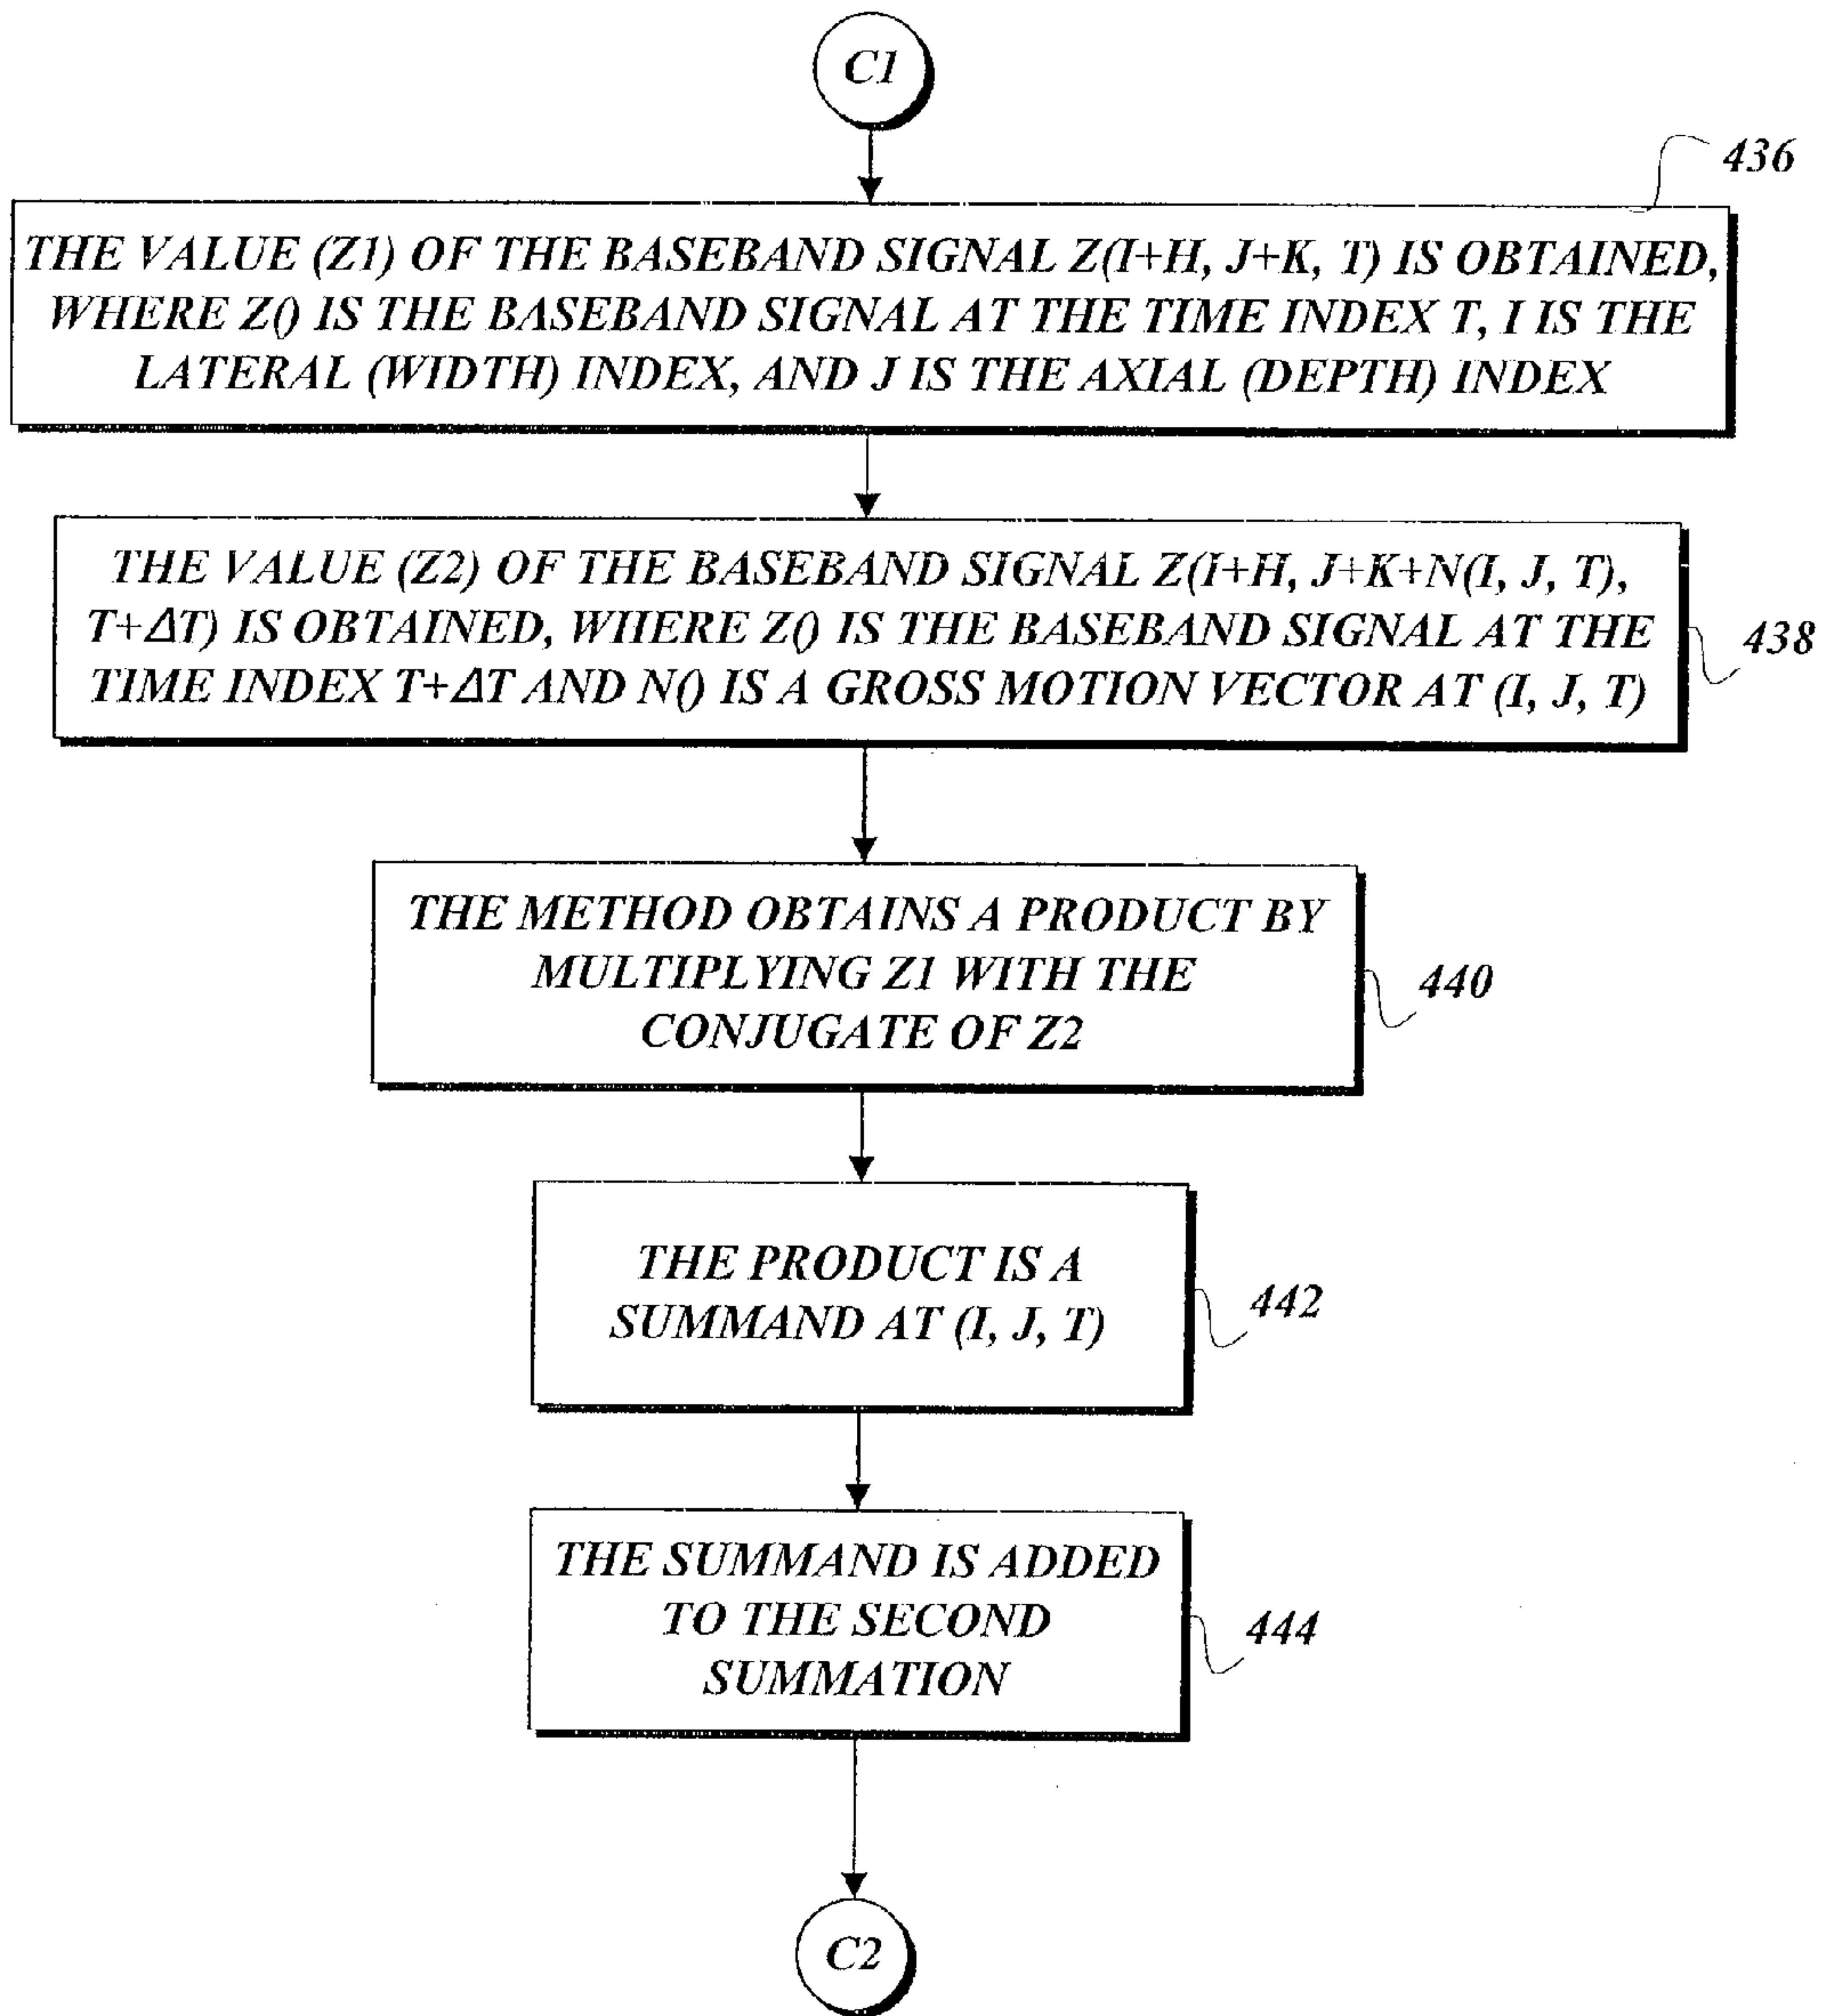 C1
436
THE VALUE (Z1) OF THE BASEBAND SIGNAL Z(I+H, J+K, T) IS OBTAINED,
WHERE Z() IS THE BASEBAND SIGNAL AT THE TIME INDEX T, I IS THE
LATERAL (WIDTH) INDEX, AND J IS THE AXIAL (DEPTH) INDEX
THE VALUE (Z2) OF THE BASEBAND SIGNAL Z(I+H, J+K+N(I, J, T),
T+ΔT) IS OBTAINED, WHERE Z() IS THE BASEBAND SIGNAL AT THE
TIME INDEX T+ΔT AND N() IS A GROSS MOTION VECTOR AT (I, J, T)
438
THE METHOD OBTAINS A PRODUCT BY
MULTIPLYING Z1 WITH THE
CONJUGATE OF Z2
440
THE PRODUCT IS A
SUMMAND AT (I, J, T)
442
THE SUMMAND IS ADDED
TO THE SECOND
SUMMATION
444
C2